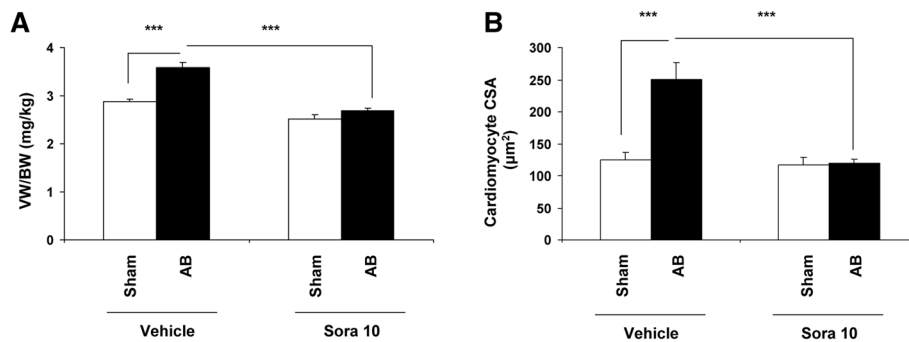 A
*** ***
4
3
2
1
0
VW/BW (mg/kg)
Sham
AB
Sham
AB
Vehicle
Sora 10
B
*** ***
300
250
200
150
100
50
0
Cardiomyocyte CSA
(µm²)
Sham
AB
Sham
AB
Vehicle
Sora 10